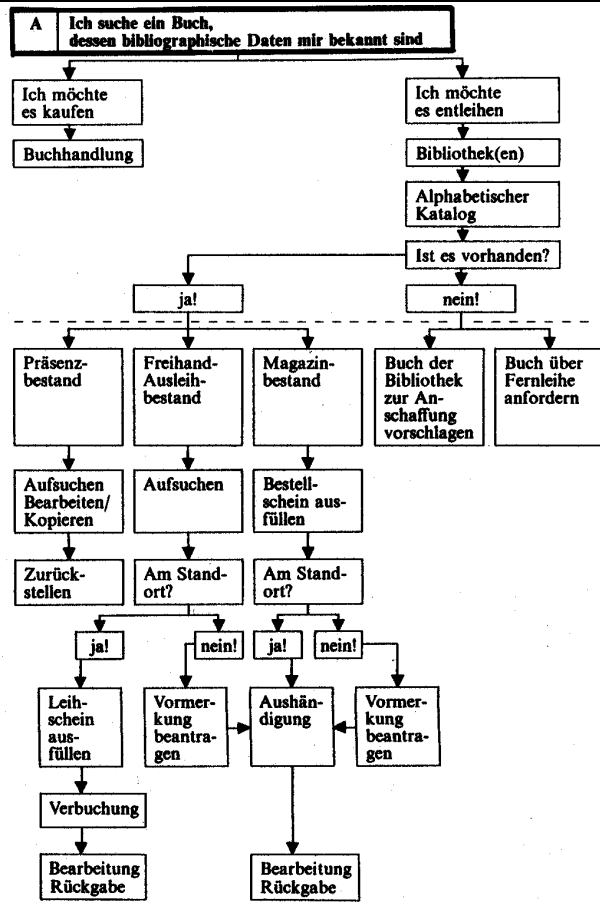 A
Ich suche ein Buch,
dessen bibliographische Daten mir bekannt sind
Ich möchte
es kaufen
Ich möchte
es entleihen
Buchhandlung
Bibliothek(en)
Alphabetischer
Katalog
Ist es vorhanden?
ja!
nein!
Präsenz-
bestand
Freihand-
Ausleih-
bestand
Magazin-
bestand
Buch der
Bibliothek
zur An-
schaffung
vorschlagen
Buch über
Fernleihe
anfordern
Aufsuchen
Bearbeiten/
Kopieren
Aufsuchen
Bestell-
schein aus-
füllen
Zurück-
stellen
Am Stand-
ort?
Am Stand-
ort?
ja!
nein!
ja!
nein!
Leih-
schein
aus-
füllen
Vormer-
kung
beantra-
gen
Aushän-
digung
Vormer-
kung
beantra-
gen
Verbuchung
Bearbeitung
Rückgabe
Bearbeitung
Rückgabe